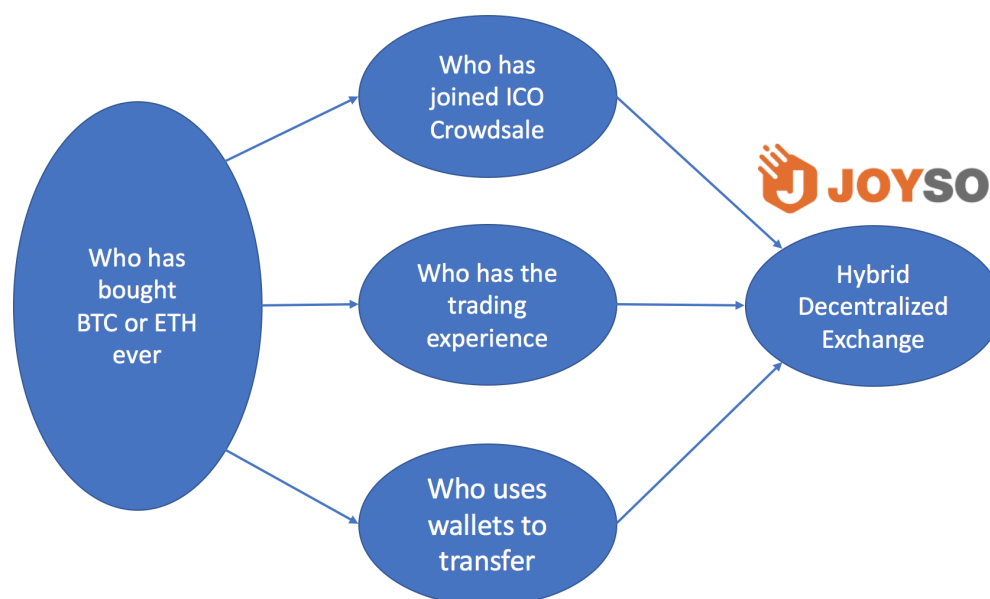 Who has
bought
BTC or ETH
ever
Who has
joined ICO
Crowdsale
Who has the
trading
experience
Who uses
wallets to
transfer
JOYSO
Hybrid
Decentralized
Exchange